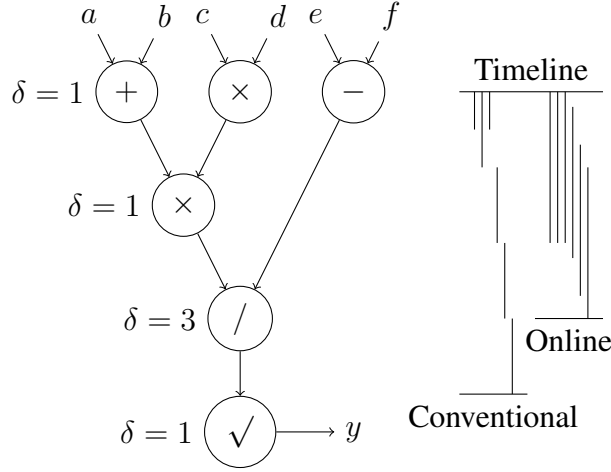 a b c d e f
Timeline
δ = 1 + × −
δ = 1 ×
δ = 3 /
Online
Conventional
δ = 1 √ y